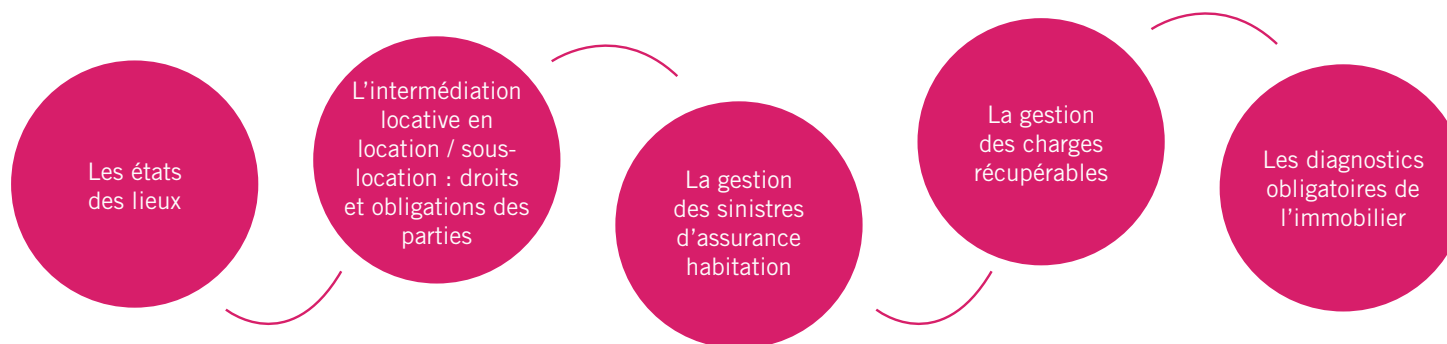 Les états
des lieux
L’intermédiation
locative en
location / sous-
location : droits
et obligations des
parties
La gestion
des sinistres
d’assurance
habitation
La gestion
des charges
récupérables
Les diagnostics
obligatoires de
l’immobilier